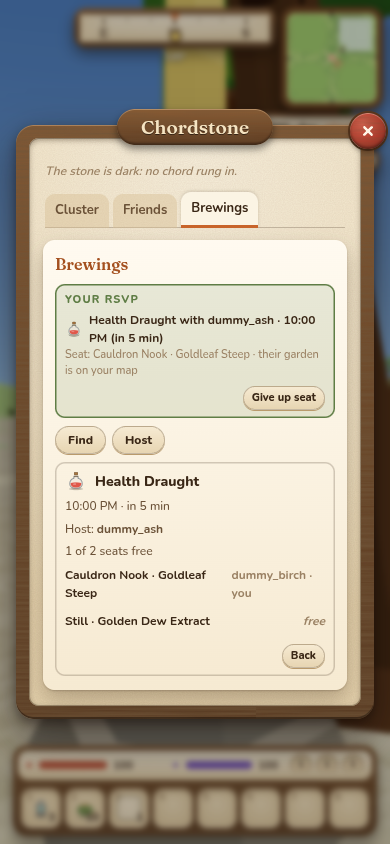 Chordstone
The stone is dark: no chord rung in.
Cluster
Friends
Brewings
Brewings
YOUR RSVP
Health Draught with dummy_ash · 10:00
PM (in 5 min)
Seat: Cauldron Nook · Goldleaf Steep · their garden
is on your map
Give up seat
Find
Host
Health Draught
10:00 PM · in 5 min
Host: dummy_ash
1 of 2 seats free
Cauldron Nook · Goldleaf
Steep
dummy_birch ·
you
Still · Golden Dew Extract
free
Back